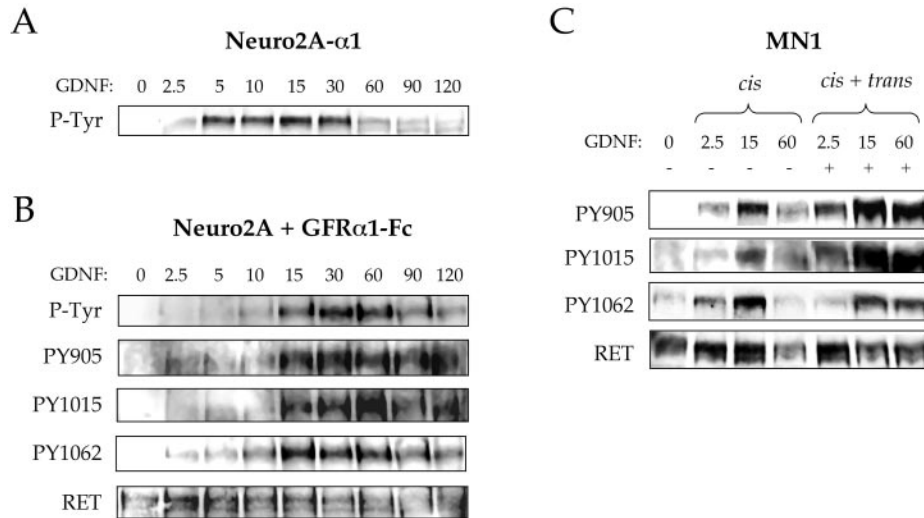 A
Neuro2A-α1
GDNF: 0 2.5 5 10 15 30 60 90 120
P-Tyr
B
Neuro2A + GFRα1-Fc
GDNF: 0 2.5 5 10 15 30 60 90 120
P-Tyr
PY905
PY1015
PY1062
RET
C
MN1
cis cis + trans
GDNF: 0 2.5 15 60 2.5 15 60
- - - - + + +
PY905
PY1015
PY1062
RET